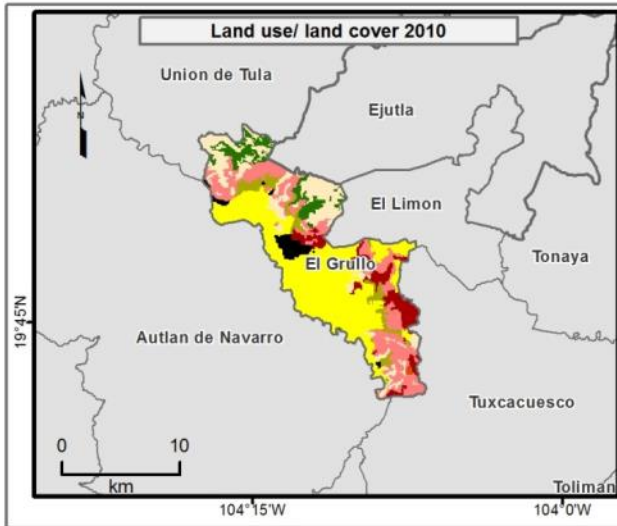 Land use/ land cover 2010
Union de Tula
Ejutla
N
El Limon
El Grullo
Tonaya
19°45'N
Autlan de Navarro
Tuxcacuesco
0 10
km
Toliman
104°15'W 104°0'W